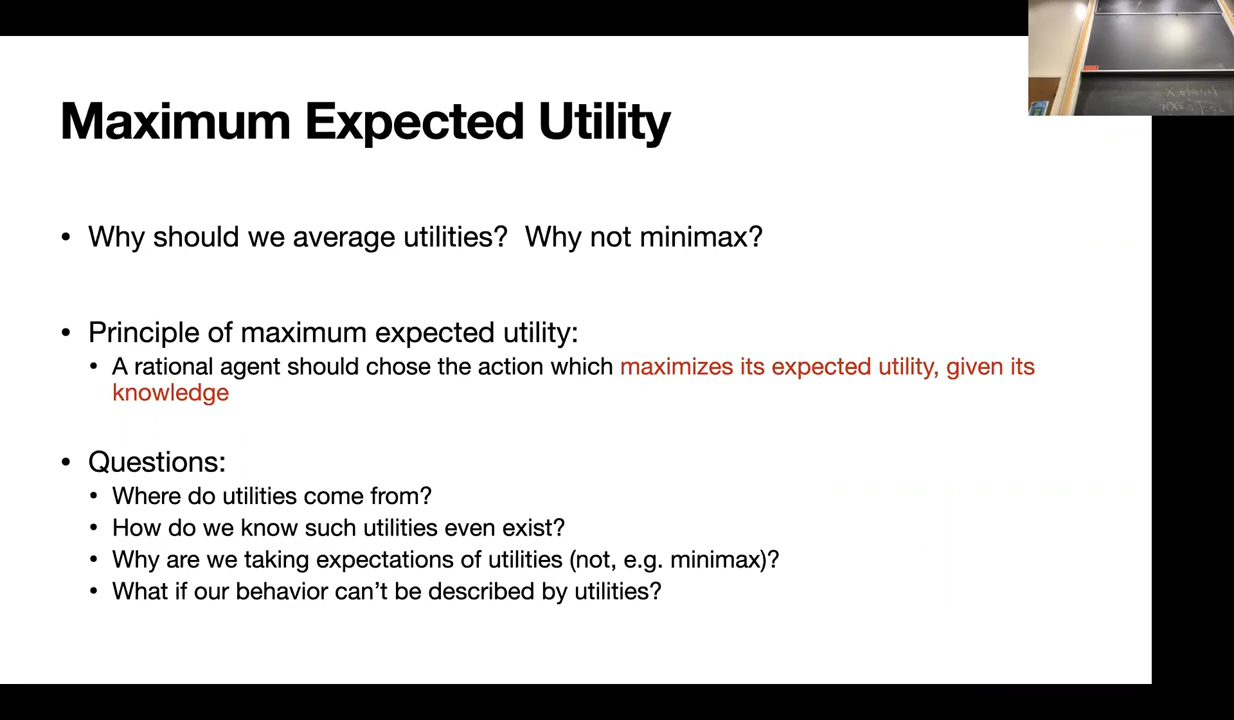 Maximum Expected Utility
• Why should we average utilities?  Why not minimax?
• Principle of maximum expected utility:
• A rational agent should chose the action which maximizes its expected utility, given its
knowledge
• Questions:
• Where do utilities come from?
• How do we know such utilities even exist?
• Why are we taking expectations of utilities (not, e.g. minimax)?
• What if our behavior can’t be described by utilities?